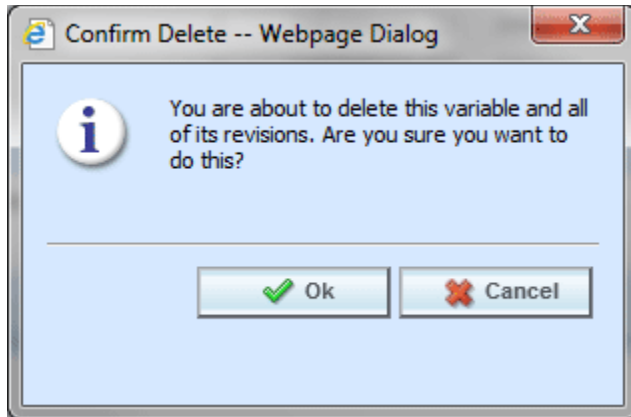 Confirm Delete -- Webpage Dialog
You are about to delete this variable and all
of its revisions. Are you sure you want to
do this?
Ok
Cancel